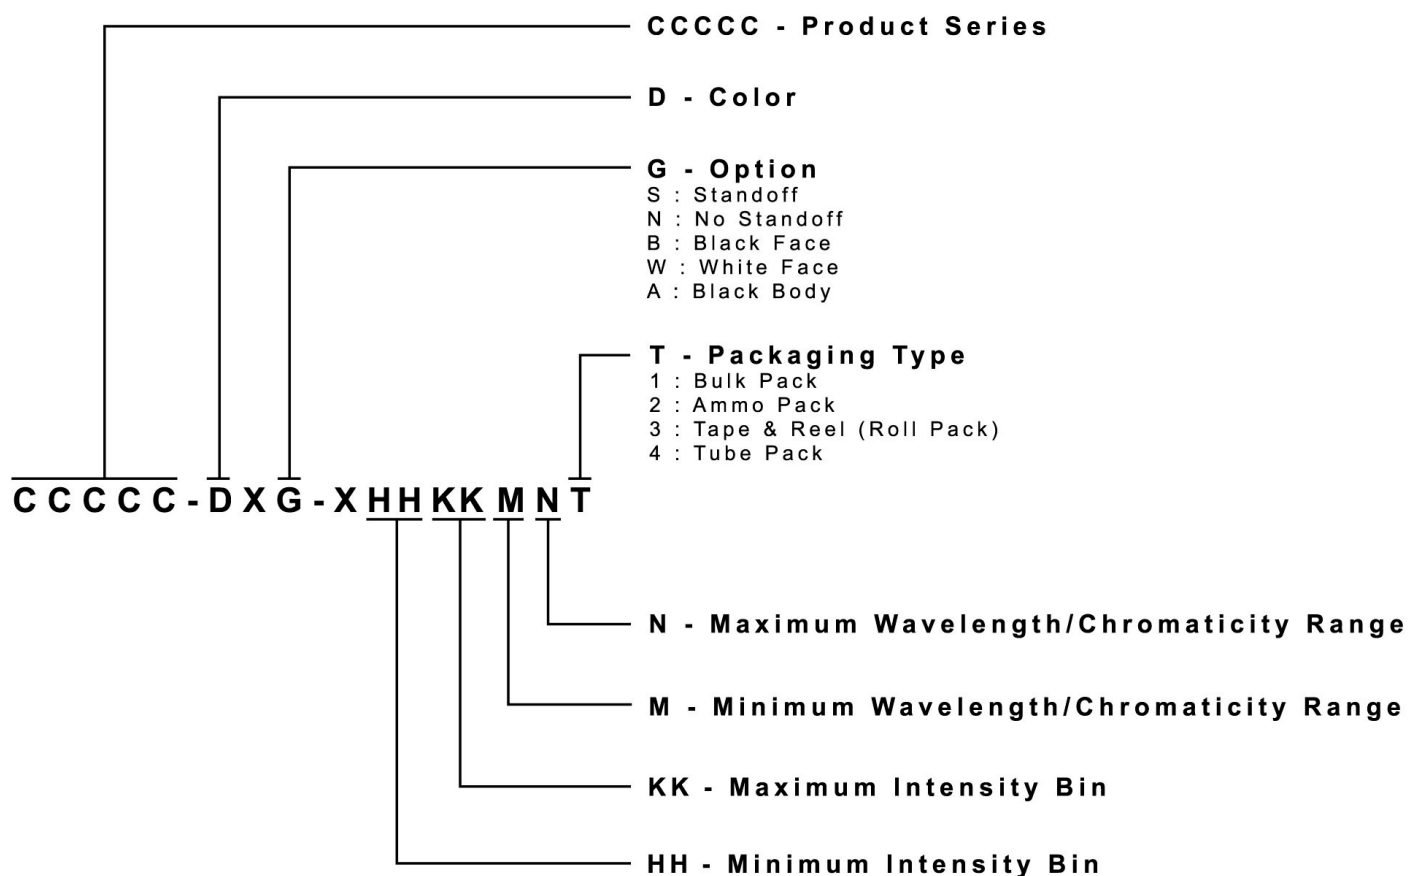 CCCCC - Product Series
D - Color
G - Option
S : Standoff
N : No Standoff
B : Black Face
W : White Face
A : Black Body
T - Packaging Type
1 : Bulk Pack
2 : Ammo Pack
3 : Tape & Reel (Roll Pack)
4 : Tube Pack
CCCCC-DXG-XHHKKMNT
N - Maximum Wavelength/Chromaticity Range
M - Minimum Wavelength/Chromaticity Range
KK - Maximum Intensity Bin
HH - Minimum Intensity Bin